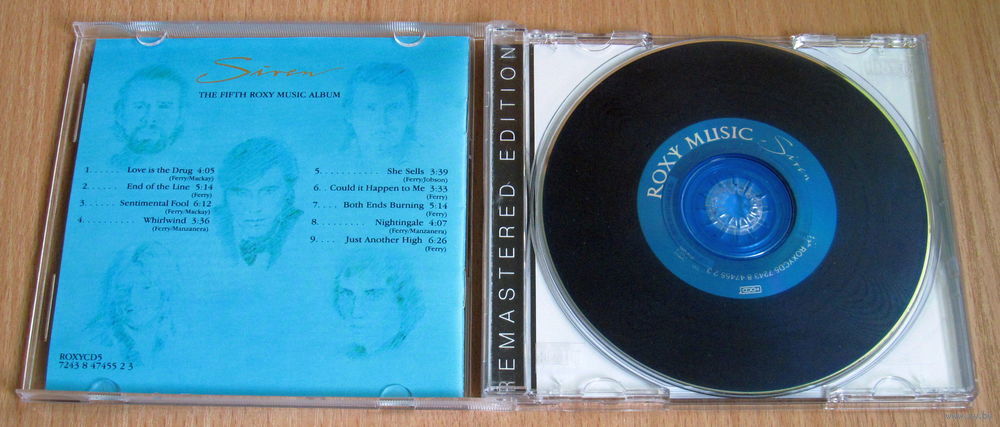 Siren
THE FIFTH ROXY MUSIC ALBUM
1. . . . . . . Love is the Drug 4:05
(Ferry/Mackay)
2. . . . . . End of the Line 5:14
(Ferry)
3. . . . . . Sentimental Fool 6:12
(Ferry/Mackay)
4. . . . . . . . . . Whirlwind 3:36
(Ferry/Manzanera)
5. . . . . . . . . . . . She Sells 3:39
(Ferry/Jobson)
6. . . Could it Happen to Me 3:33
(Ferry)
7. . . . Both Ends Burning 5:14
(Ferry)
8. . . . . . . . . . Nightingale 4:07
(Ferry/Manzanera)
9. . . . Just Another High 6:26
(Ferry)
ROXYCD5
7243 8 47455 2 3
REMASTERED EDITION
ROXY MUSIC Siren
ROXYCD5 7243 8 47455 2 3
HDCD